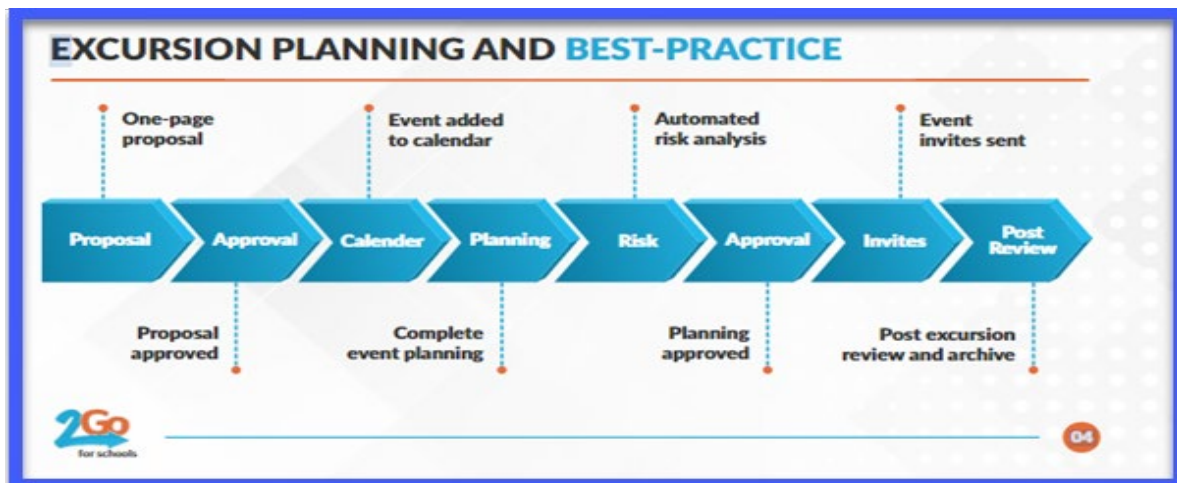 EXCURSION PLANNING AND BEST-PRACTICE
One-page
proposal
Event added
to calendar
Automated
risk analysis
Event
invites sent
Proposal
Approval
Calender
Planning
Risk
Approval
Invites
Post
Review
Proposal
approved
Complete
event planning
Planning
approved
Post excursion
review and archive
2Go
for schools
04